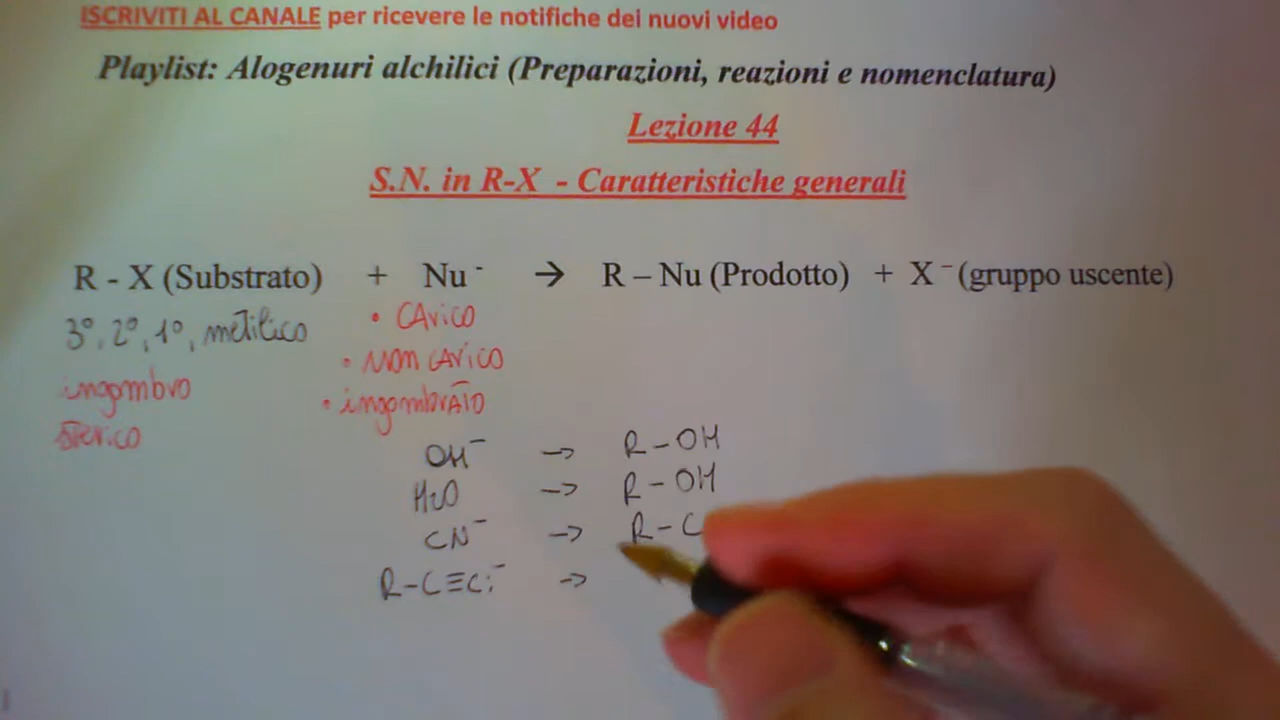 ISCRIVITI AL CANALE per ricevere le notifiche dei nuovi video
Playlist: Alogenuri alchilici (Preparazioni, reazioni e nomenclatura)
Lezione 44
S.N. in R-X - Caratteristiche generali
R - X (Substrato) + Nu⁻ → R – Nu (Prodotto) + X⁻ (gruppo uscente)
3°, 2°, 1°, metilico
• CArico
• NON CArico
ingombro
• ingombrATO
sterico
OH⁻ → R-OH
H₂O → R-OH
CN⁻ → R-C
R-C≡C:⁻ →